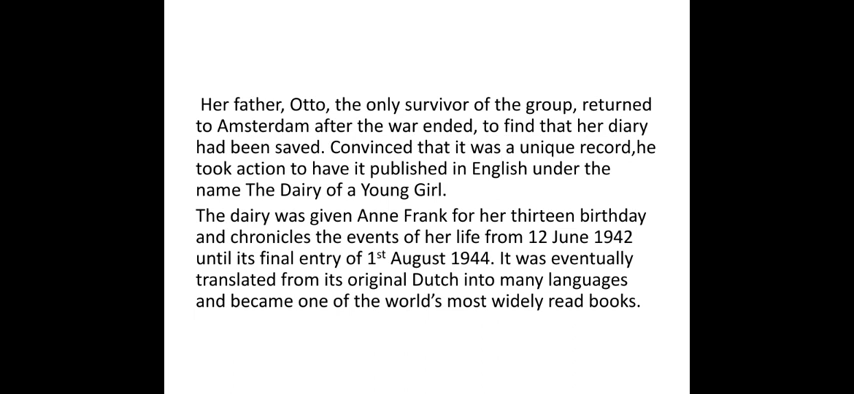 Her father, Otto, the only survivor of the group, returned
to Amsterdam after the war ended, to find that her diary
had been saved. Convinced that it was a unique record,he
took action to have it published in English under the
name The Dairy of a Young Girl.
The dairy was given Anne Frank for her thirteen birthday
and chronicles the events of her life from 12 June 1942
until its final entry of 1st August 1944. It was eventually
translated from its original Dutch into many languages
and became one of the world’s most widely read books.